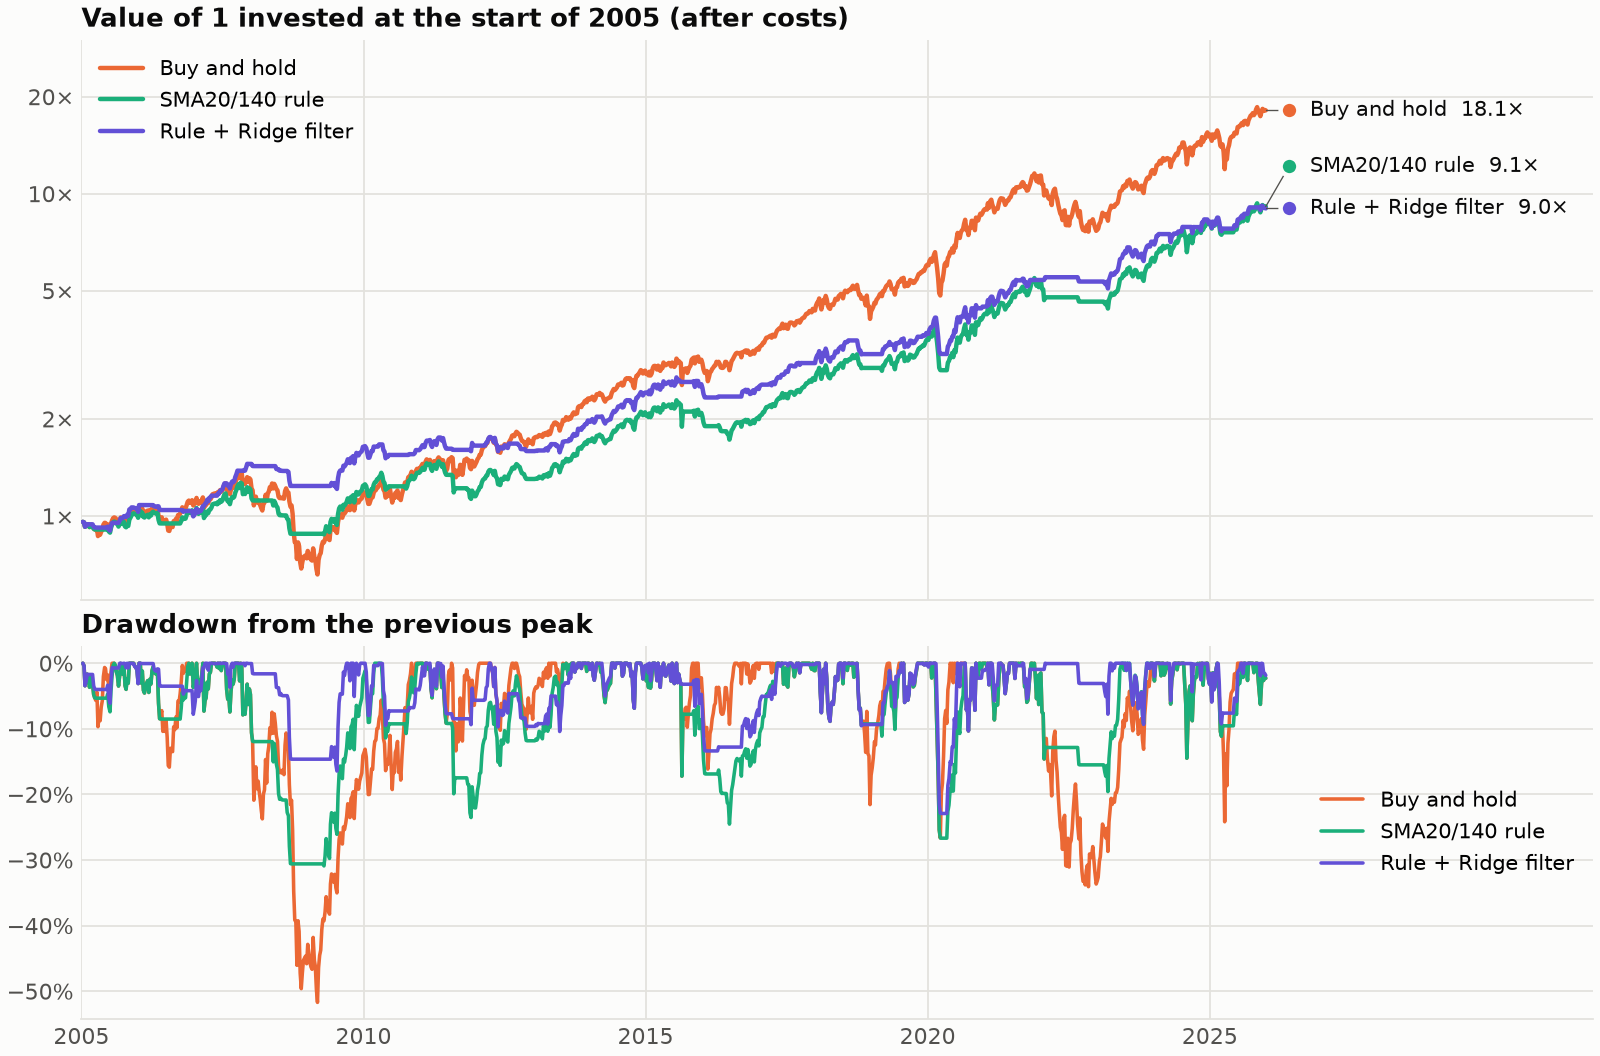 Value of 1 invested at the start of 2005 (after costs)
Buy and hold
SMA20/140 rule
Rule + Ridge filter
20×
10×
5×
2×
1×
Buy and hold 18.1×
SMA20/140 rule 9.1×
Rule + Ridge filter 9.0×
Drawdown from the previous peak
0%
−10%
−20%
−30%
−40%
−50%
Buy and hold
SMA20/140 rule
Rule + Ridge filter
2005 2010 2015 2020 2025